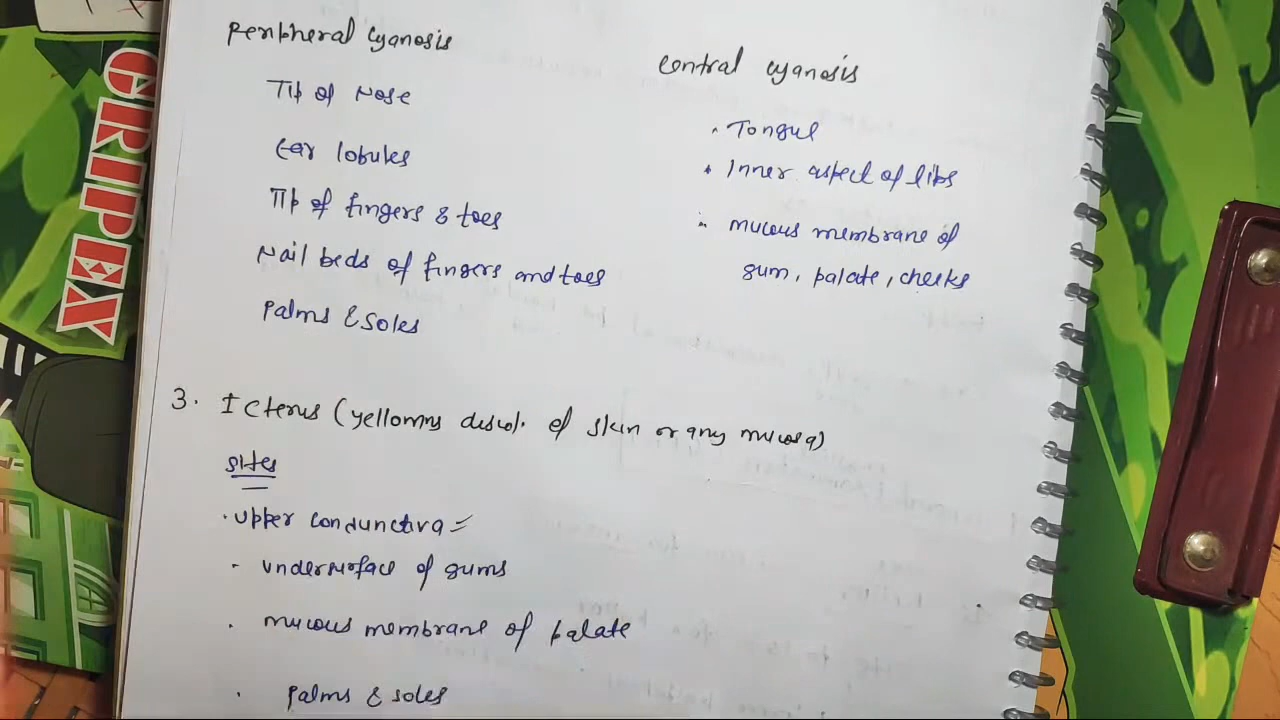 Peripheral cyanosis
Tip of Nose
Ear lobules
Tip of fingers & toes
Nail beds of fingers and toes
Palms & Soles
Central cyanosis
• Tongue
• Inner aspect of lips
• mucous membrane of
gum, palate, cheeks
3. Icterus (yellowns discol. of skin or any mucosa)
sites
• Upper conjunctiva
• undersurface of gums
• mucous membrane of palate
• palms & soles
GRIPEX